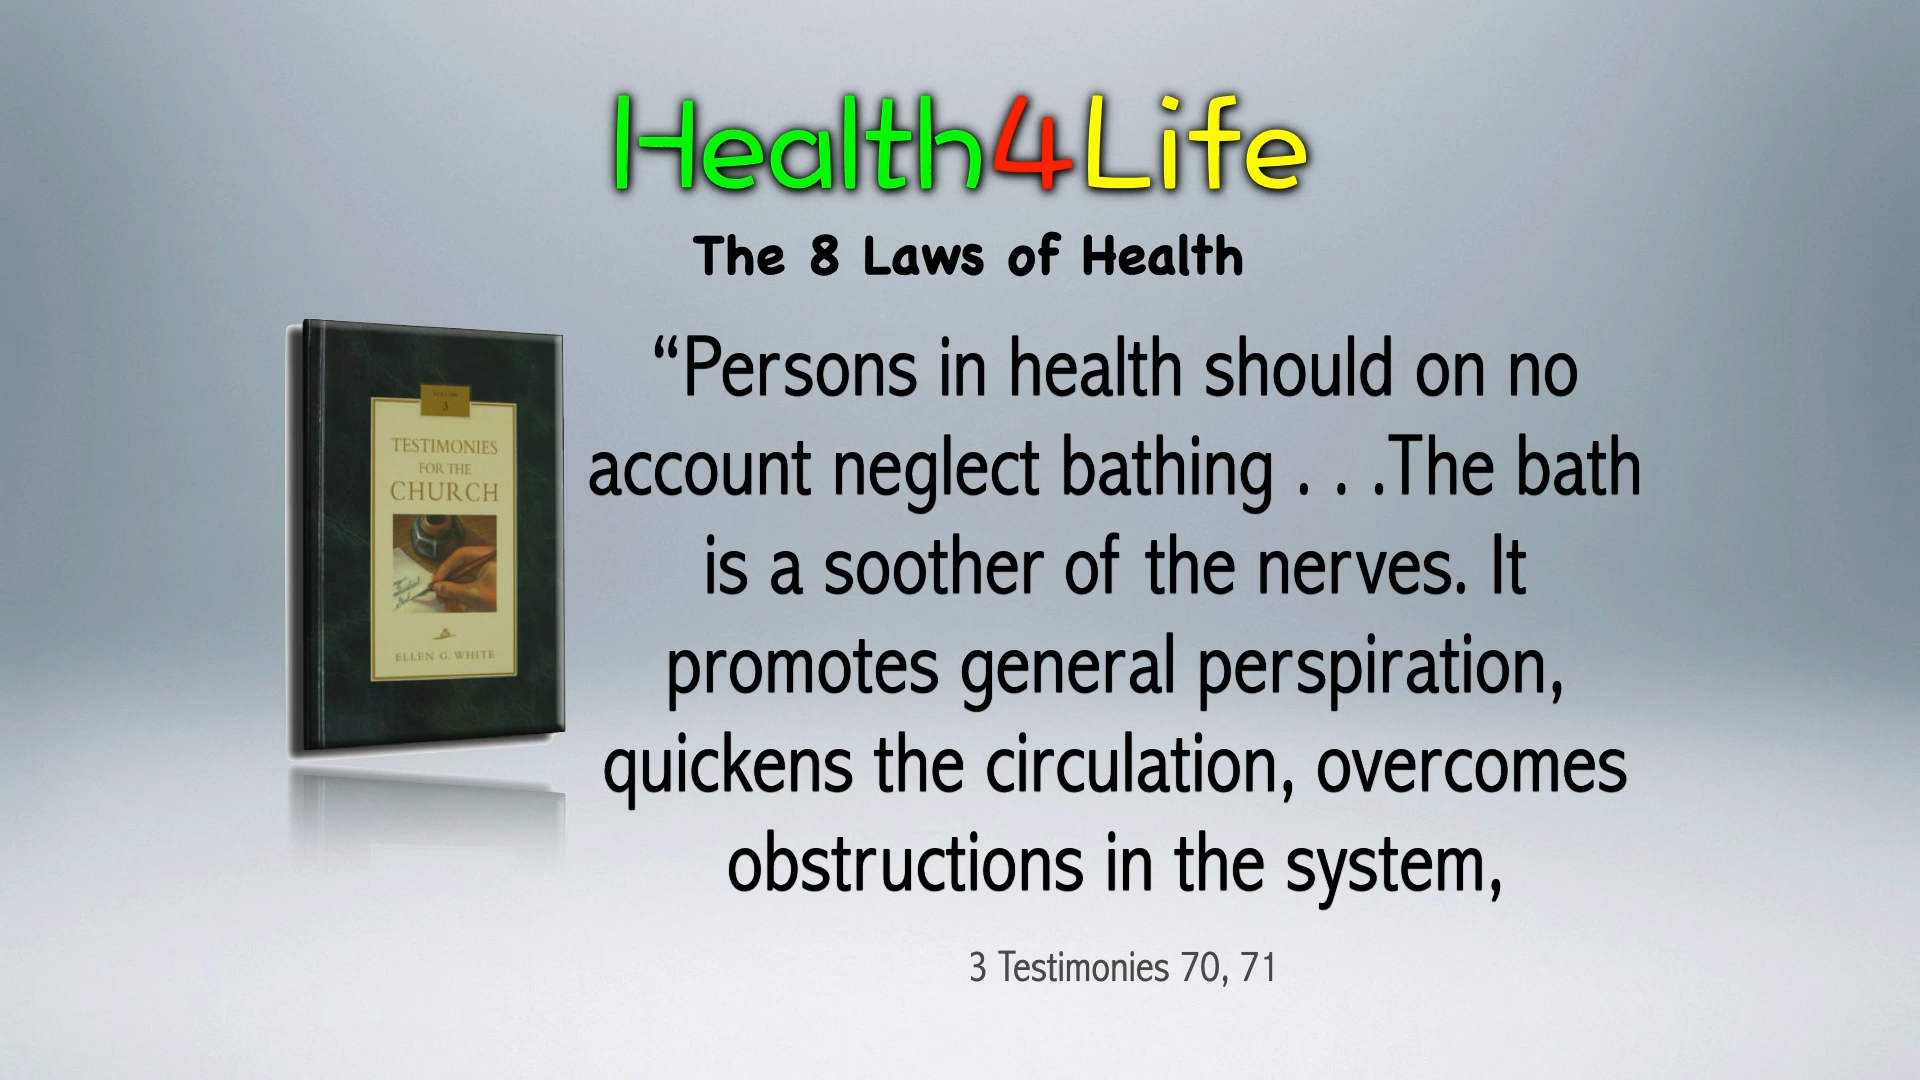 Health4Life
The 8 Laws of Health
“Persons in health should on no
account neglect bathing . . .The bath
is a soother of the nerves. It
promotes general perspiration,
quickens the circulation, overcomes
obstructions in the system,
3 Testimonies 70, 71
3
TESTIMONIES
FOR THE
CHURCH
ELLEN G. WHITE